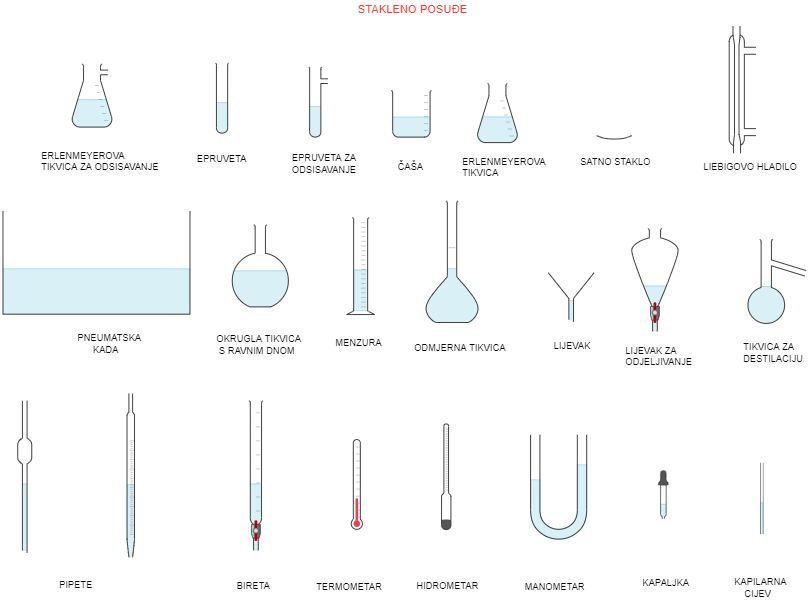 STAKLENO POSUĐE
ERLENMEYEROVA
TIKVICA ZA ODSISAVANJE
EPRUVETA
EPRUVETA ZA
ODSISAVANJE
ČAŠA
ERLENMEYEROVA
TIKVICA
SATNO STAKLO
LIEBIGOVO HLADILO
PNEUMATSKA
KADA
OKRUGLA TIKVICA
S RAVNIM DNOM
MENZURA
ODMJERNA TIKVICA
LIJEVAK
LIJEVAK ZA
ODJELJIVANJE
TIKVICA ZA
DESTILACIJU
PIPETE
BIRETA
TERMOMETAR
HIDROMETAR
MANOMETAR
KAPALJKA
KAPILARNA
CIJEV